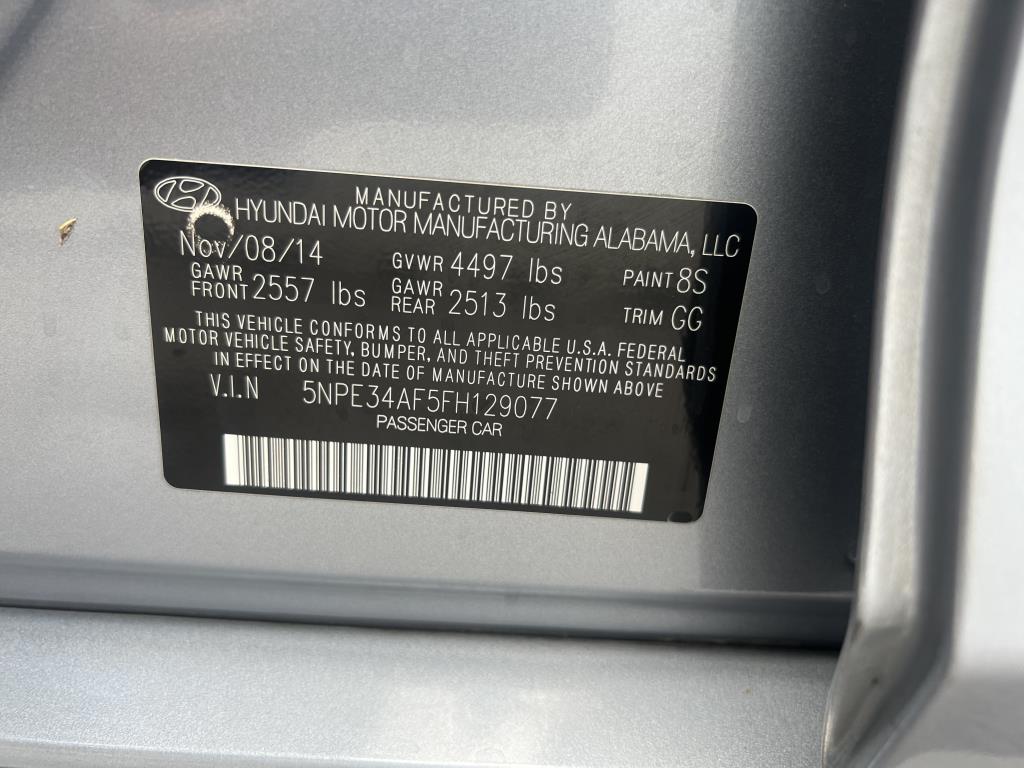 MANUFACTURED BY
HYUNDAI MOTOR MANUFACTURING ALABAMA, LLC
Nov/08/14 GVWR 4497 lbs PAINT 8S
GAWR FRONT 2557 lbs GAWR REAR 2513 lbs TRIM GG
THIS VEHICLE CONFORMS TO ALL APPLICABLE U.S.A. FEDERAL
MOTOR VEHICLE SAFETY, BUMPER, AND THEFT PREVENTION STANDARDS
IN EFFECT ON THE DATE OF MANUFACTURE SHOWN ABOVE
V.I.N 5NPE34AF5FH129077
PASSENGER CAR